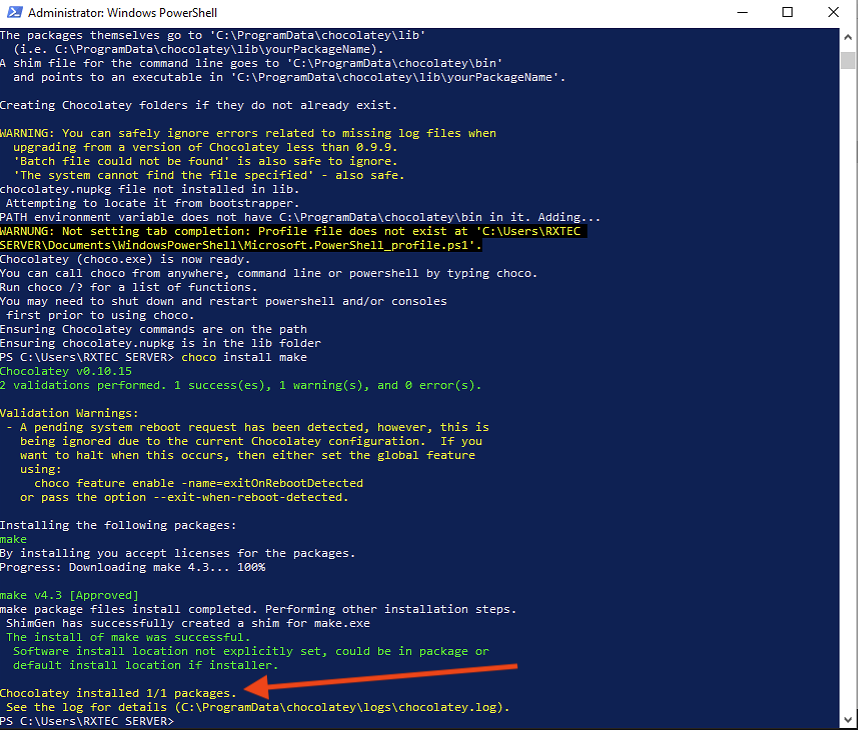 Administrator: Windows PowerShell
The packages themselves go to 'C:\ProgramData\chocolatey\lib'
(i.e. C:\ProgramData\chocolatey\lib\yourPackageName).
A shim file for the command line goes to 'C:\ProgramData\chocolatey\bin'
and points to an executable in 'C:\ProgramData\chocolatey\lib\yourPackageName'.
Creating Chocolatey folders if they do not already exist.
WARNING: You can safely ignore errors related to missing log files when
upgrading from a version of Chocolatey less than 0.9.9.
'Batch file could not be found' is also safe to ignore.
'The system cannot find the file specified' - also safe.
chocolatey.nupkg file not installed in lib.
Attempting to locate it from bootstrapper.
PATH environment variable does not have C:\ProgramData\chocolatey\bin in it. Adding...
WARNUNG: Not setting tab completion: Profile file does not exist at 'C:\Users\RXTEC
SERVER\Documents\WindowsPowerShell\Microsoft.PowerShell_profile.ps1'.
Chocolatey (choco.exe) is now ready.
You can call choco from anywhere, command line or powershell by typing choco.
Run choco /? for a list of functions.
You may need to shut down and restart powershell and/or consoles
first prior to using choco.
Ensuring Chocolatey commands are on the path
Ensuring chocolatey.nupkg is in the lib folder
PS C:\Users\RXTEC SERVER> choco install make
Chocolatey v0.10.15
2 validations performed. 1 success(es), 1 warning(s), and 0 error(s).
Validation Warnings:
- A pending system reboot request has been detected, however, this is
being ignored due to the current Chocolatey configuration.  If you
want to halt when this occurs, then either set the global feature
using:
choco feature enable -name=exitOnRebootDetected
or pass the option --exit-when-reboot-detected.
Installing the following packages:
make
By installing you accept licenses for the packages.
Progress: Downloading make 4.3... 100%
make v4.3 [Approved]
make package files install completed. Performing other installation steps.
ShimGen has successfully created a shim for make.exe
The install of make was successful.
Software install location not explicitly set, could be in package or
default install location if installer.
Chocolatey installed 1/1 packages.
See the log for details (C:\ProgramData\chocolatey\logs\chocolatey.log).
PS C:\Users\RXTEC SERVER>